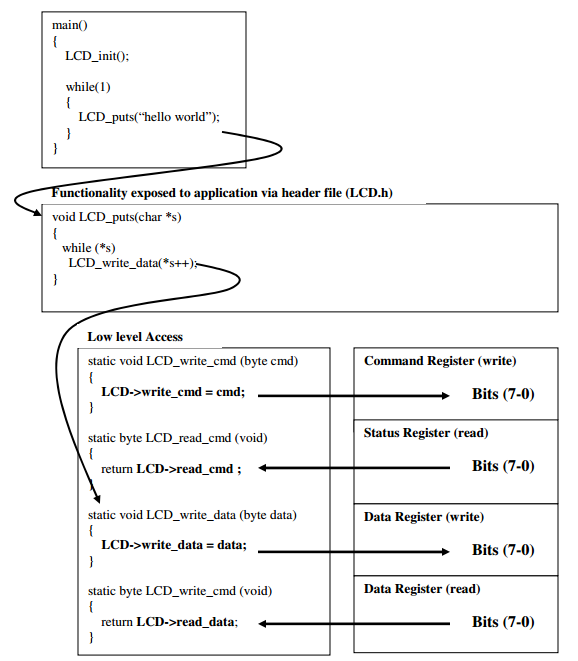 main()
{
LCD_init();
while(1)
{
LCD_puts(“hello world”);
}
}
Functionality exposed to application via header file (LCD.h)
void LCD_puts(char *s)
{
while (*s)
LCD_write_data(*s++);
}
Low level Access
static void LCD_write_cmd (byte cmd)
{
LCD->write_cmd = cmd;
}
static byte LCD_read_cmd (void)
{
return LCD->read_cmd ;
}
static void LCD_write_data (byte data)
{
LCD->write_data = data;
}
static byte LCD_write_cmd (void)
{
return LCD->read_data;
}
Command Register (write)
Bits (7-0)
Status Register (read)
Bits (7-0)
Data Register (write)
Bits (7-0)
Data Register (read)
Bits (7-0)